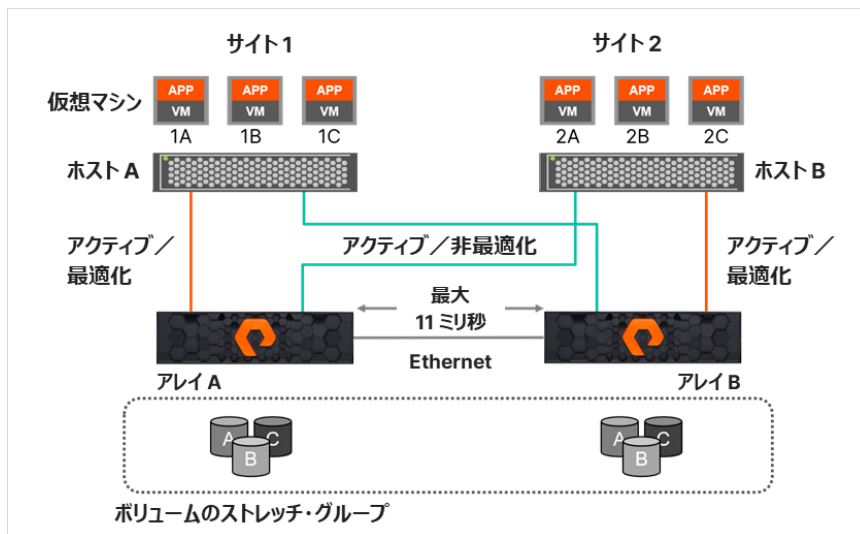 サイト 1
サイト 2
仮想マシン
APP
VM
1A
APP
VM
1B
APP
VM
1C
APP
VM
2A
APP
VM
2B
APP
VM
2C
ホスト A
ホスト B
アクティブ／
最適化
アクティブ／非最適化
アクティブ／
最適化
最大
11 ミリ秒
Ethernet
アレイ A
アレイ B
A
C
B
A
C
B
ボリュームのストレッチ・グループ